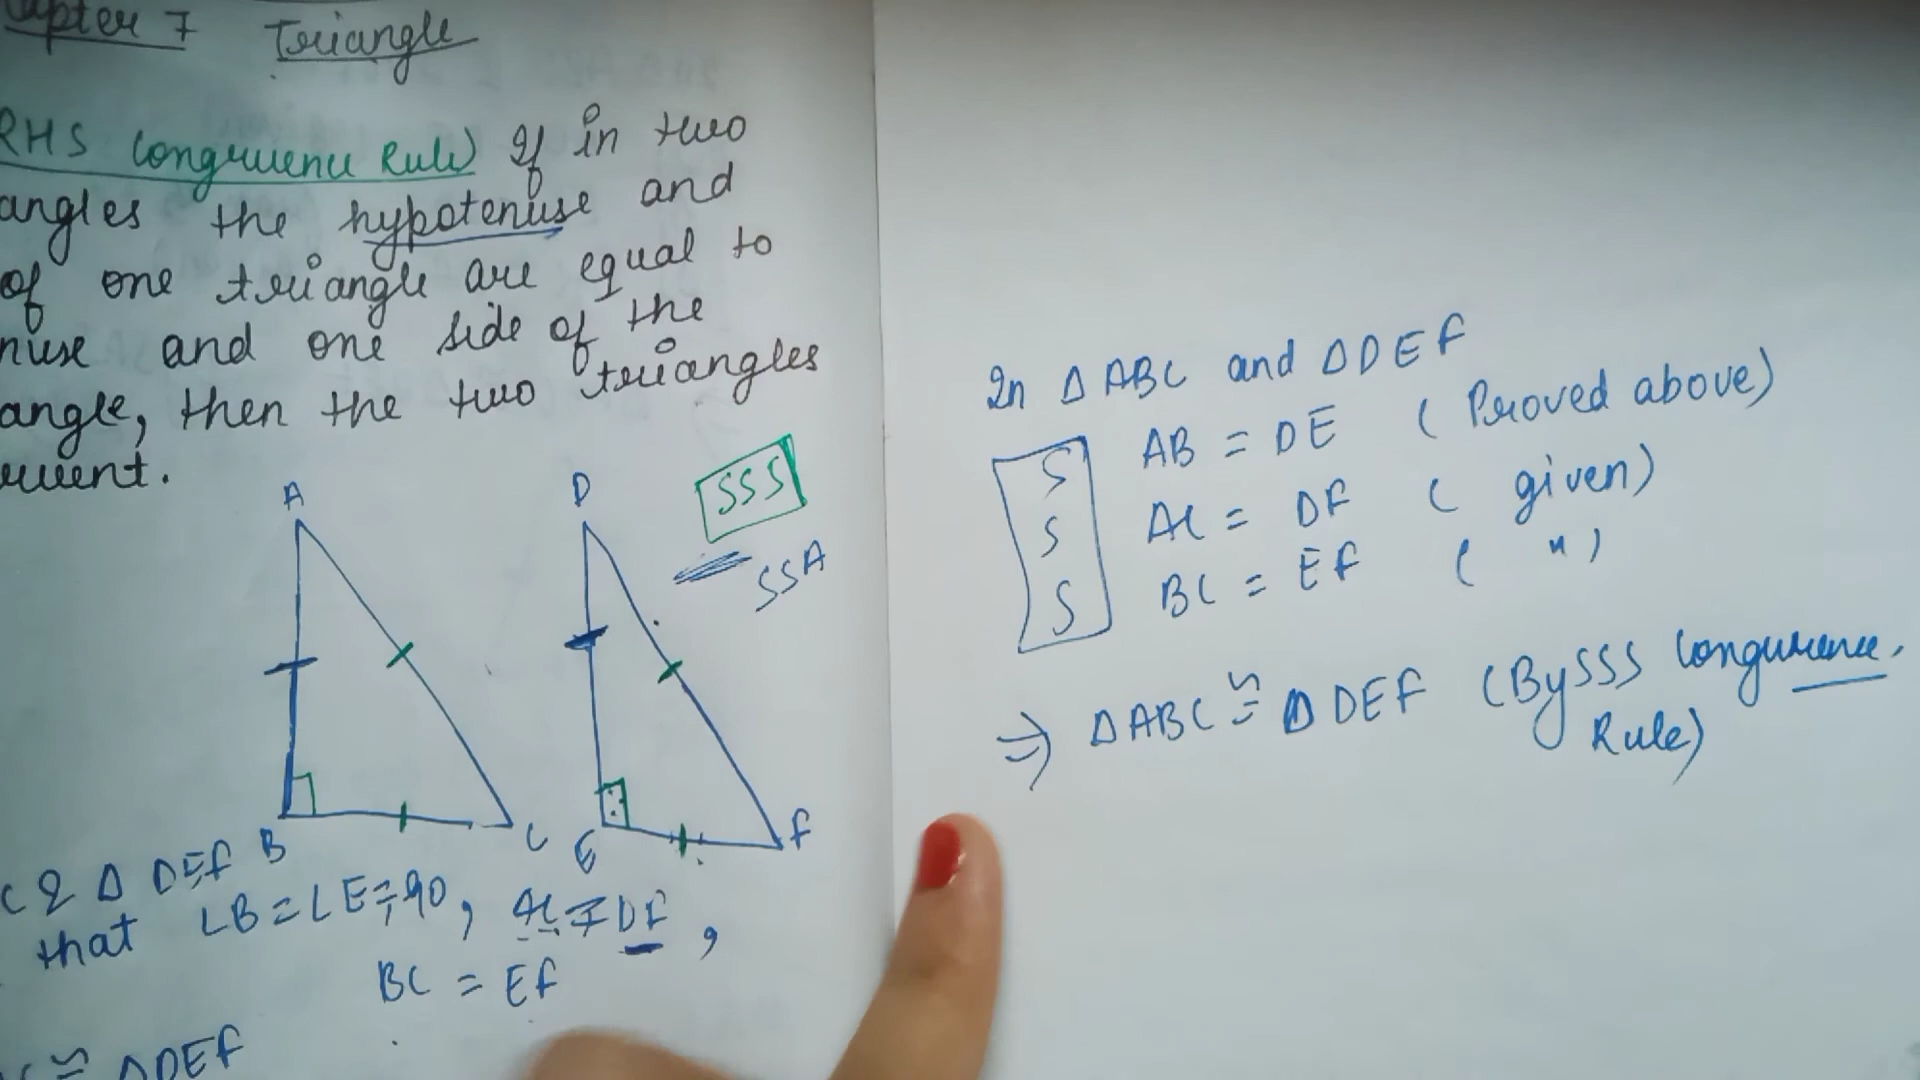 apter 7 Triangle
RHS Congruence Rule) If in two
angles the hypotenuse and
of one triangle are equal to
nuse and one side of the
angle, then the two triangles
ruent.
A
D
SSS
SSA
B
C
E
F
C & Δ DEF
that ∠B = ∠E = 90, AC = DF,
BC = EF
≅ Δ DEF
In Δ ABC and Δ DEF
S AB = DE (Proved above)
S AC = DF (given)
S BC = EF ( " )
⇒ Δ ABC ≅ Δ DEF (By SSS Congruence.
Rule)